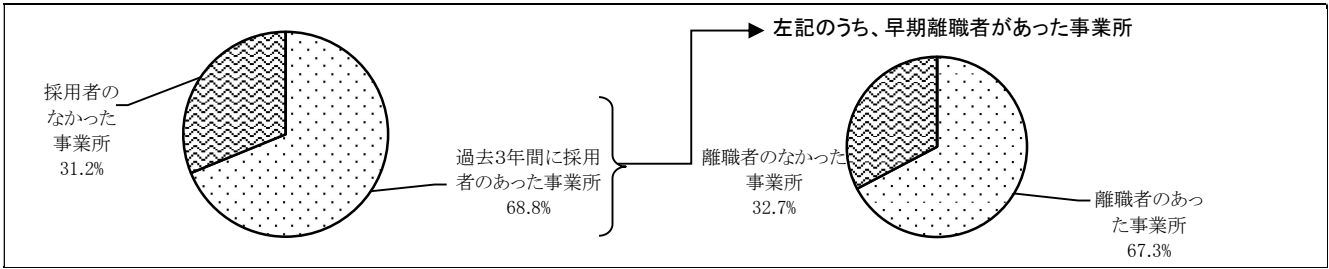 左記のうち、早期離職者があった事業所
採用者の
なかった
事業所
31.2%
過去3年間に採用
者のあった事業所
68.8%
離職者のなかった
事業所
32.7%
離職者のあっ
た事業所
67.3%